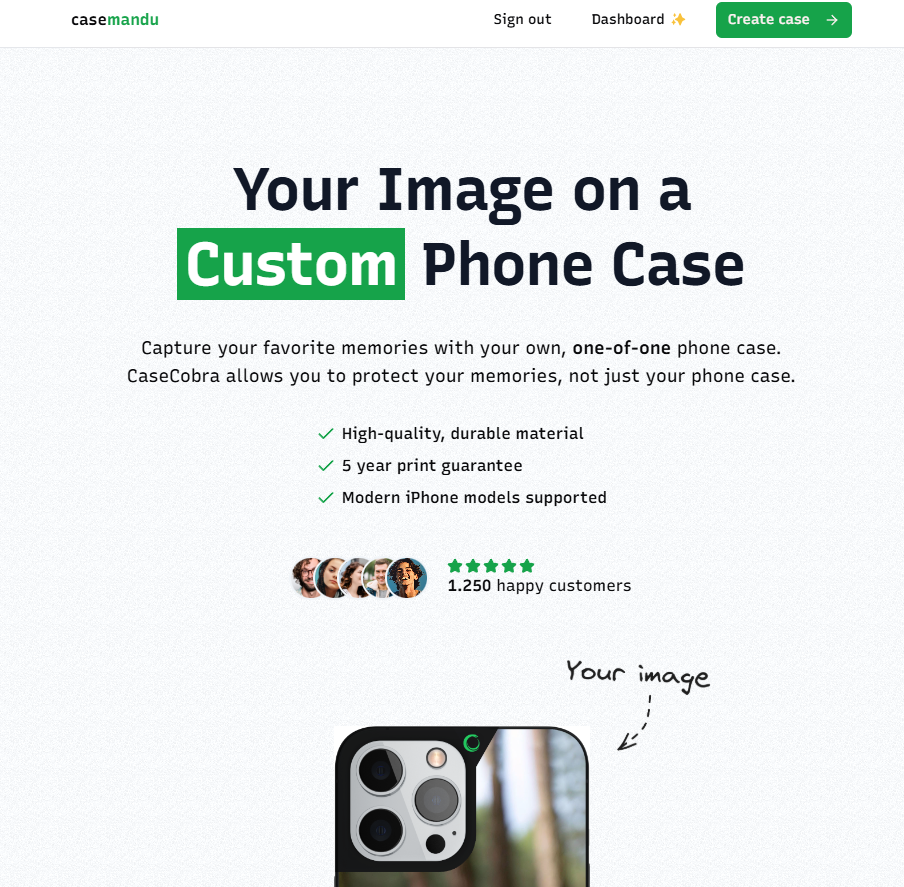 casemandu
Sign out
Dashboard ✨
Create case →
Your Image on a
Custom Phone Case
Capture your favorite memories with your own, one-of-one phone case.
CaseCobra allows you to protect your memories, not just your phone case.
High-quality, durable material
5 year print guarantee
Modern iPhone models supported
1.250 happy customers
Your image